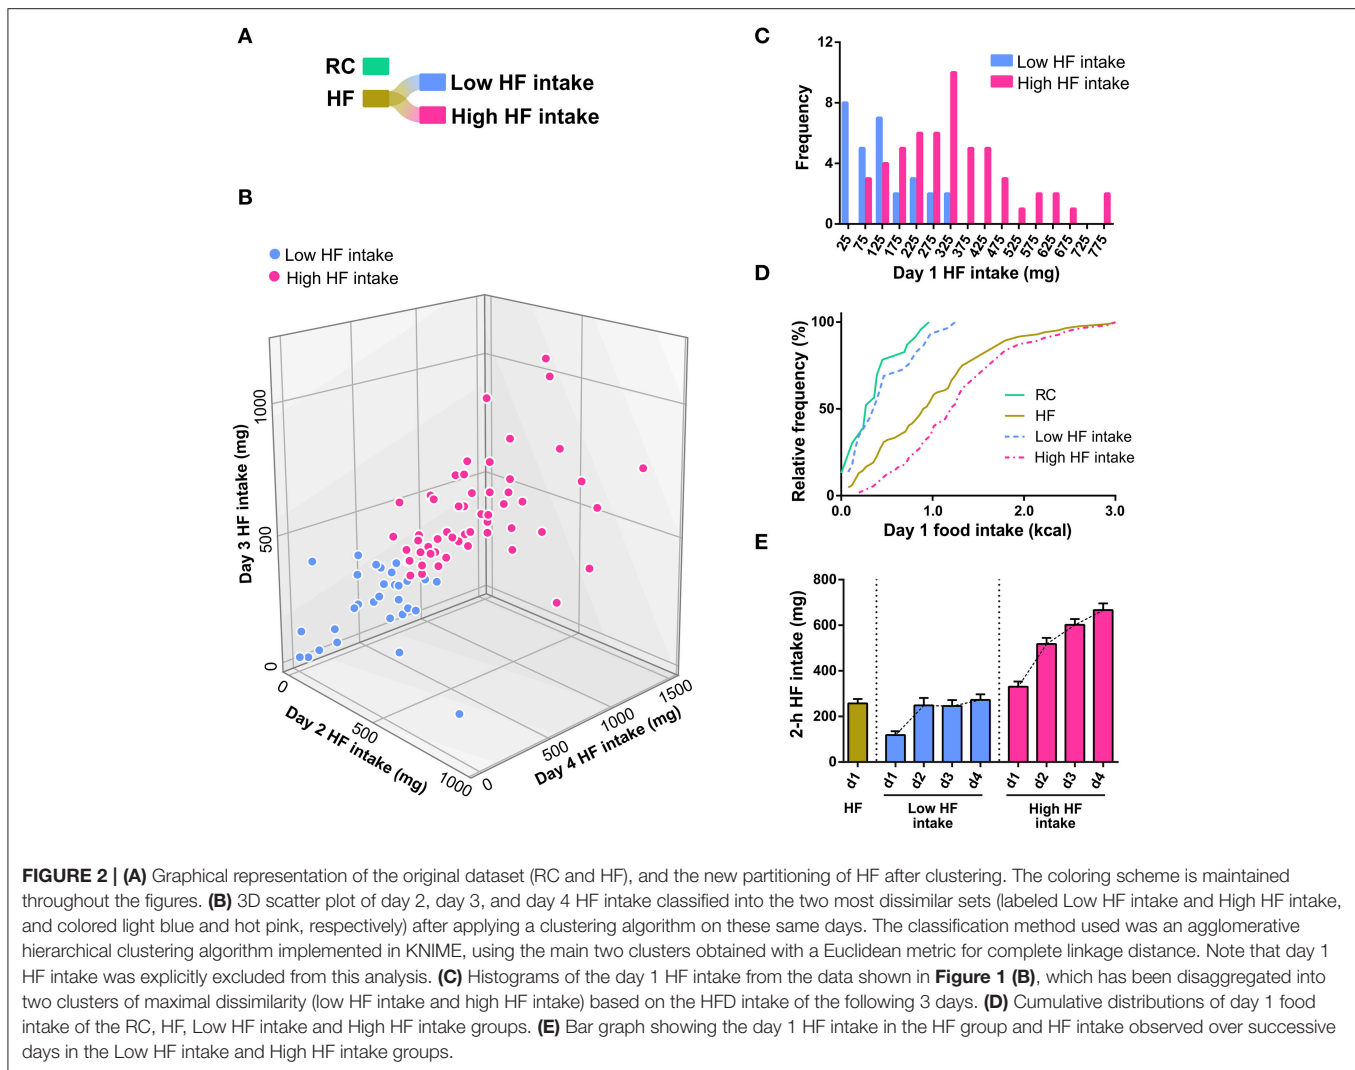 A
RC
HF
Low HF intake
High HF intake
B
Low HF intake
High HF intake
Day 3 HF intake (mg)
1000
500
0
0
500
1000
Day 2 HF intake (mg)
0
500
1000
1500
Day 4 HF intake (mg)
C
Low HF intake
High HF intake
Frequency
12
8
4
0
25 75 125 175 225 275 325 375 425 475 525 575 625 675 725 775
Day 1 HF intake (mg)
D
Relative frequency (%)
100
50
0
RC
HF
Low HF intake
High HF intake
0.0 1.0 2.0 3.0
Day 1 food intake (kcal)
E
2-h HF intake (mg)
800
600
400
200
0
d1 d1 d2 d3 d4 d1 d2 d3 d4
HF Low HF High HF
intake intake
FIGURE 2 | (A) Graphical representation of the original dataset (RC and HF), and the new partitioning of HF after clustering. The coloring scheme is maintained
throughout the figures. (B) 3D scatter plot of day 2, day 3, and day 4 HF intake classified into the two most dissimilar sets (labeled Low HF intake and High HF intake,
and colored light blue and hot pink, respectively) after applying a clustering algorithm on these same days. The classification method used was an agglomerative
hierarchical clustering algorithm implemented in KNIME, using the main two clusters obtained with a Euclidean metric for complete linkage distance. Note that day 1
HF intake was explicitly excluded from this analysis. (C) Histograms of the day 1 HF intake from the data shown in Figure 1 (B), which has been disaggregated into
two clusters of maximal dissimilarity (low HF intake and high HF intake) based on the HFD intake of the following 3 days. (D) Cumulative distributions of day 1 food
intake of the RC, HF, Low HF intake and High HF intake groups. (E) Bar graph showing the day 1 HF intake in the HF group and HF intake observed over successive
days in the Low HF intake and High HF intake groups.